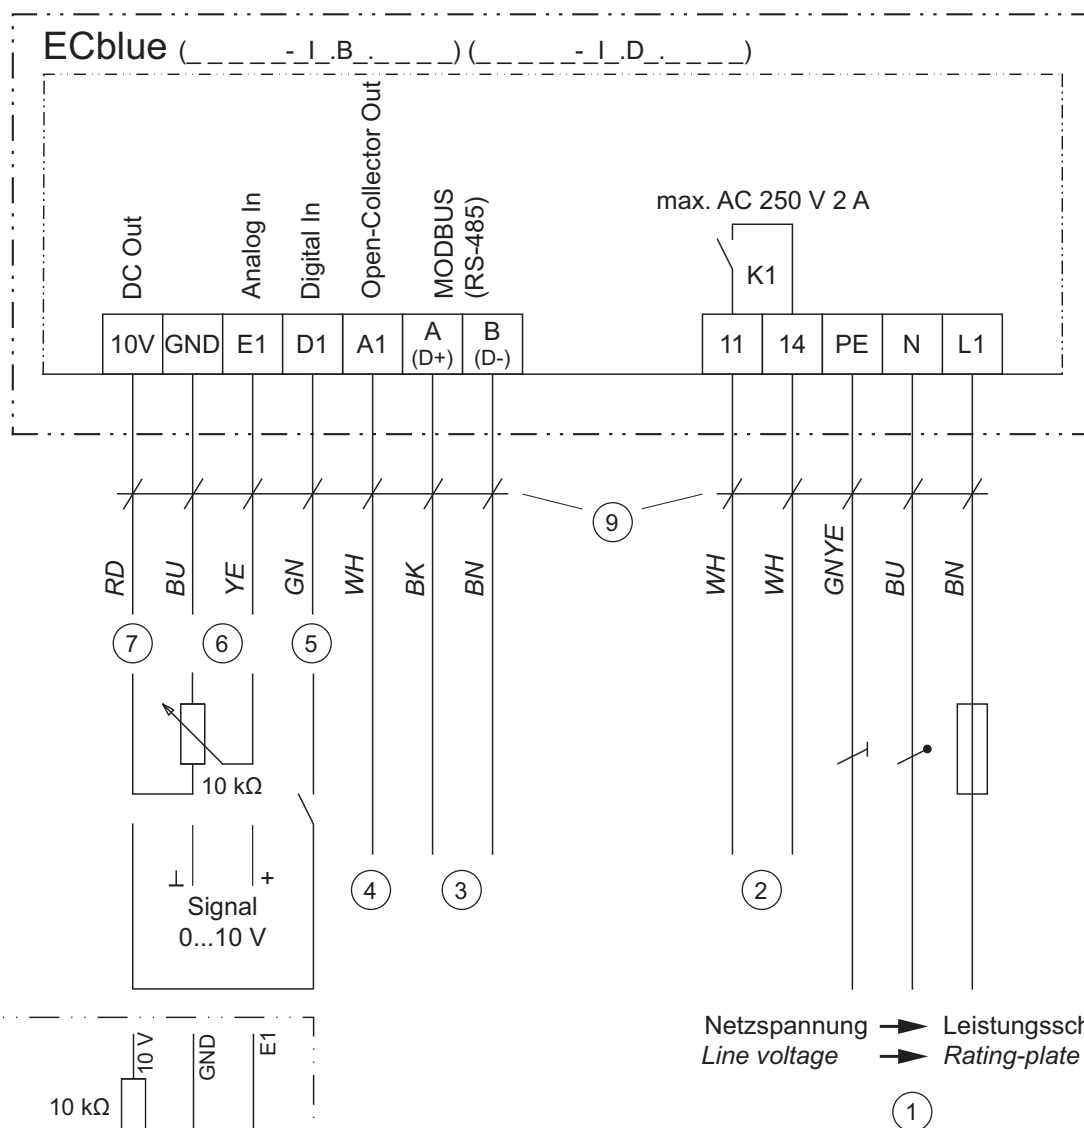 ECblue (_ _ _ _ _-_I_.B_._ _ _ _) (_ _ _ _ _-_I_.D_._ _ _ _)
DC Out
Analog In
Digital In
Open-Collector Out
MODBUS
(RS-485)
max. AC 250 V 2 A
K1
10V GND E1 D1 A1 A (D+) B (D-)
11 14 PE N L1
9
RD BU YE GN WH BK BN
WH WH GNYE BU BN
7 6 5
10 kΩ
⊥ +
Signal
0...10 V
4 3 2
Netzspannung → Leistungssch
Line voltage → Rating-plate
1
10 V GND E1
10 kΩ